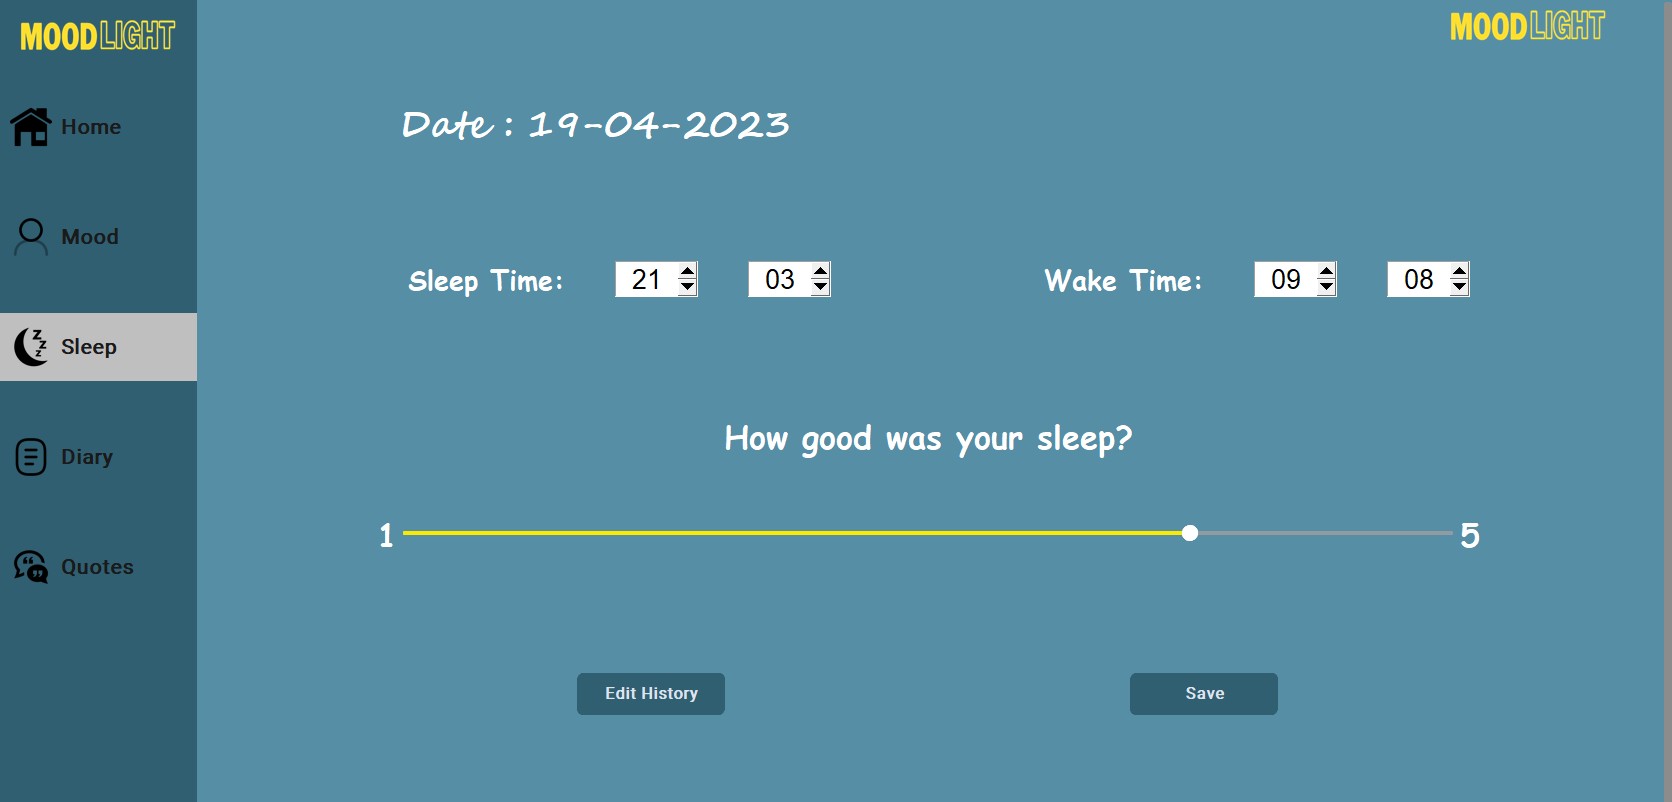 MOODLIGHT
MOODLIGHT
Home
Mood
Sleep
Diary
Quotes
Date : 19-04-2023
Sleep Time: 21 03 Wake Time: 09 08
How good was your sleep?
1 5
Edit History Save